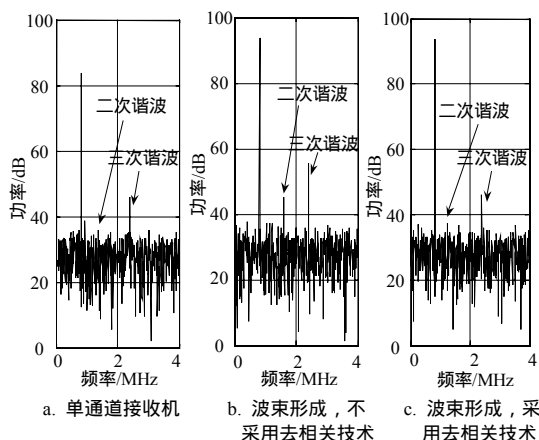 100
80
60
40
20
0
功率/dB
二次谐波
三次谐波
0
2
4
频率/MHz
a. 单通道接收机
100
80
60
40
20
0
功率/dB
二次谐波
三次谐波
0
2
4
频率/MHz
b. 波束形成，不
采用去相关技术
100
80
60
40
20
0
功率/dB
二次谐波
三次谐波
0
2
4
频率/MHz
c. 波束形成，采
用去相关技术